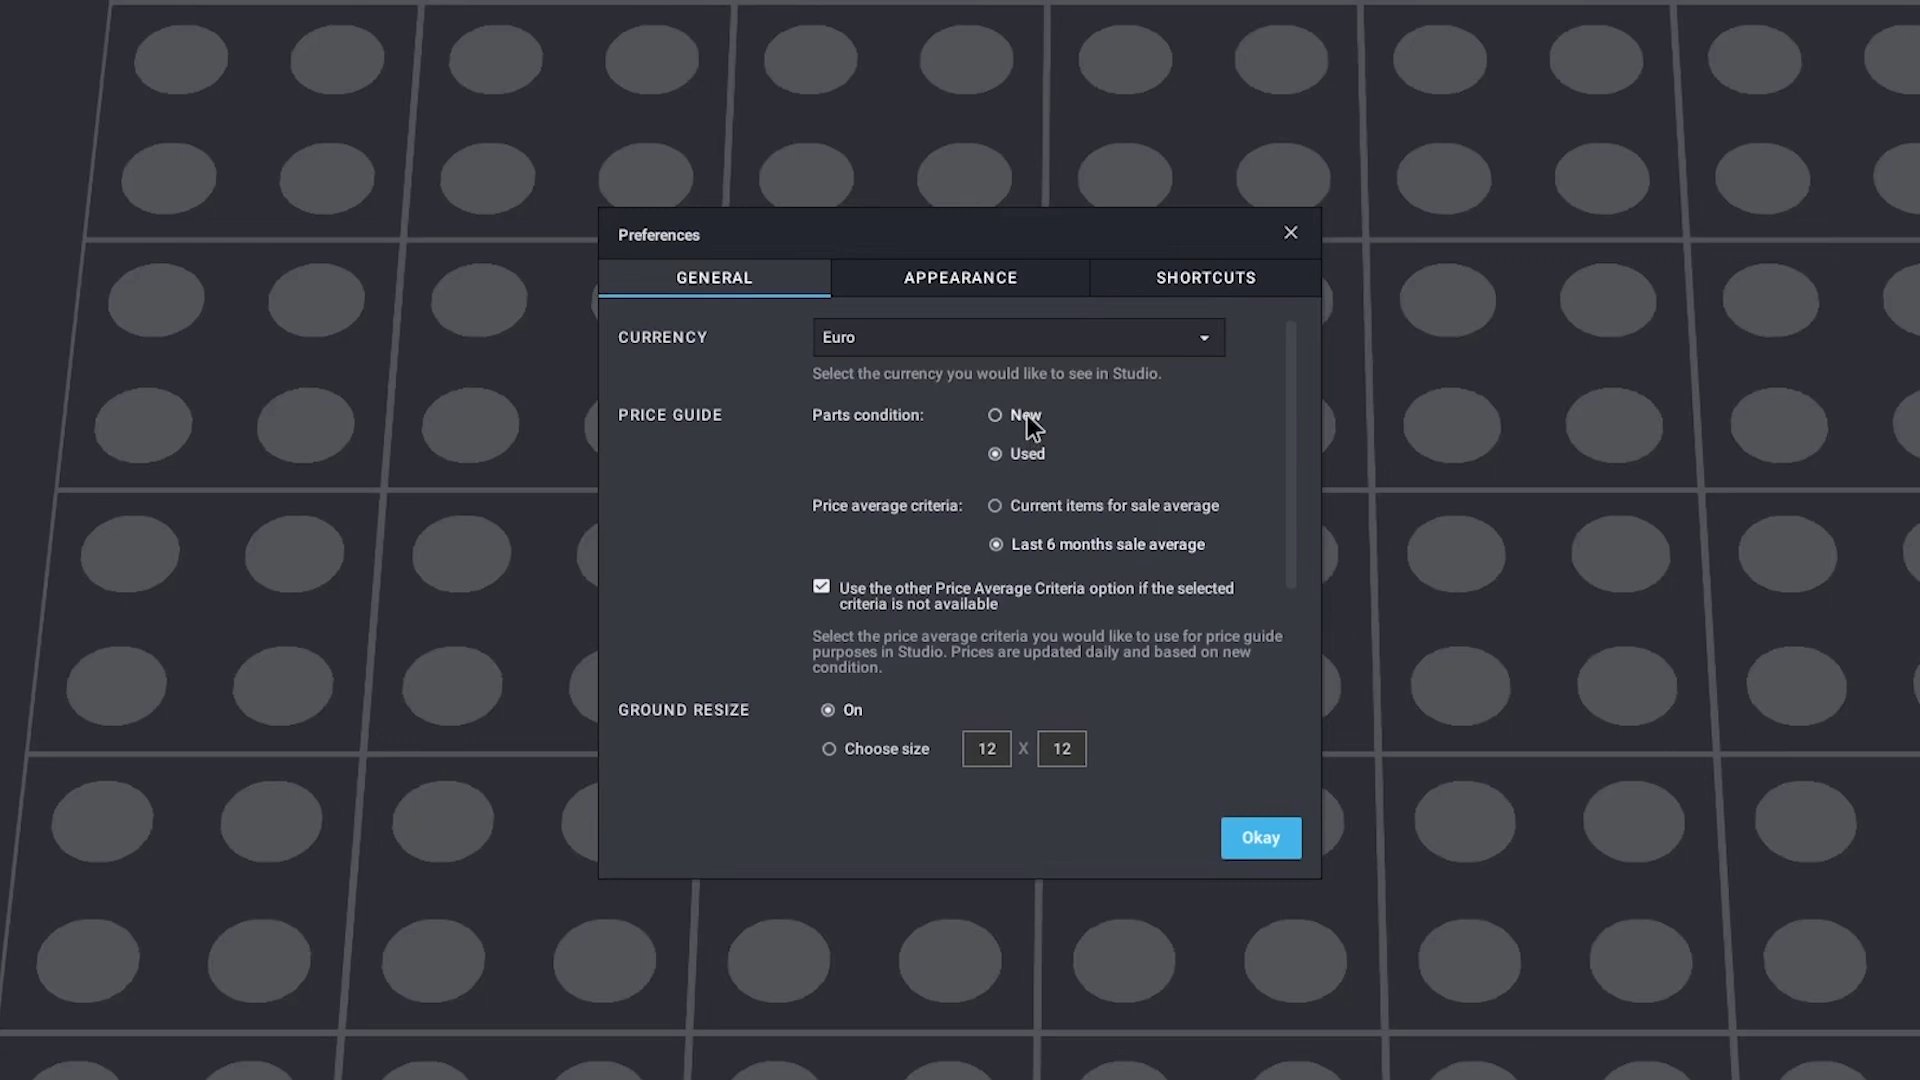 Preferences
GENERAL
APPEARANCE
SHORTCUTS
CURRENCY
Euro
Select the currency you would like to see in Studio.
PRICE GUIDE
Parts condition:
New
Used
Price average criteria:
Current items for sale average
Last 6 months sale average
Use the other Price Average Criteria option if the selected
criteria is not available
Select the price average criteria you would like to use for price guide
purposes in Studio. Prices are updated daily and based on new
condition.
GROUND RESIZE
On
Choose size
12 X 12
Okay